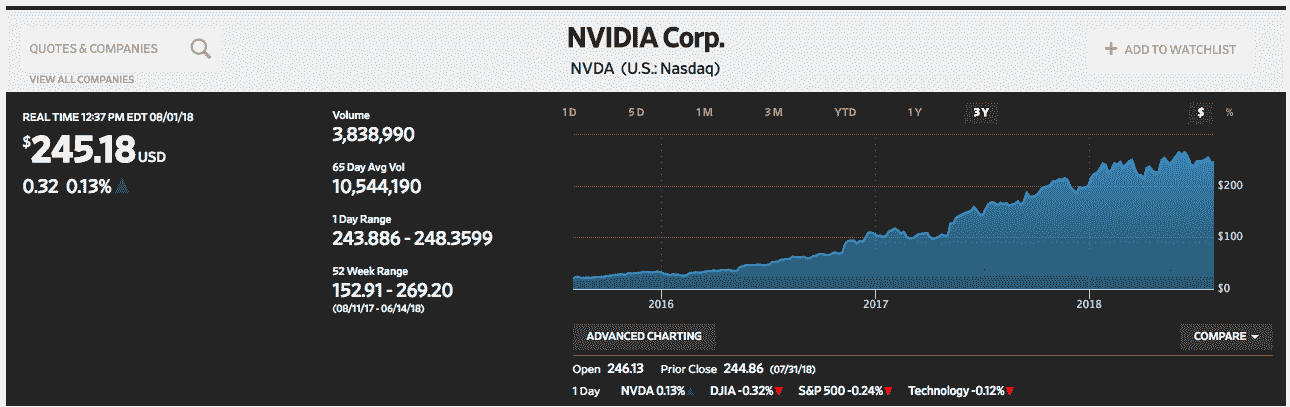 NVIDIA Corp.
NVDA (U.S.: Nasdaq)
QUOTES & COMPANIES
VIEW ALL COMPANIES
+ ADD TO WATCHLIST
REAL TIME 12:37 PM EDT 08/01/18
$245.18 USD
0.32 0.13%
Volume
3,838,990
65 Day Avg Vol
10,544,190
1 Day Range
243.886 - 248.3599
52 Week Range
152.91 - 269.20
(08/11/17 - 06/14/18)
1D 5D 1M 3M YTD 1Y 3Y $ %
$200
$100
$0
2016 2017 2018
ADVANCED CHARTING
COMPARE
Open 246.13 Prior Close 244.86 (07/31/18)
1 Day NVDA 0.13% DJIA -0.32% S&P 500 -0.24% Technology -0.12%